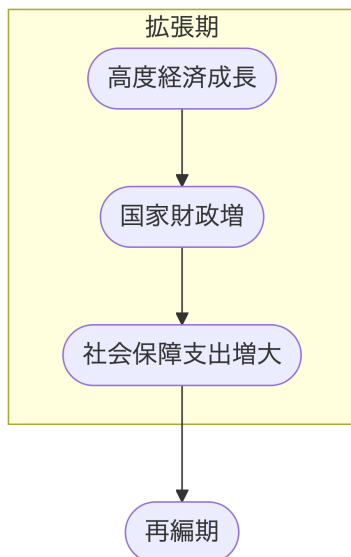 拡張期
高度経済成長
国家財政増
社会保障支出増大
再編期